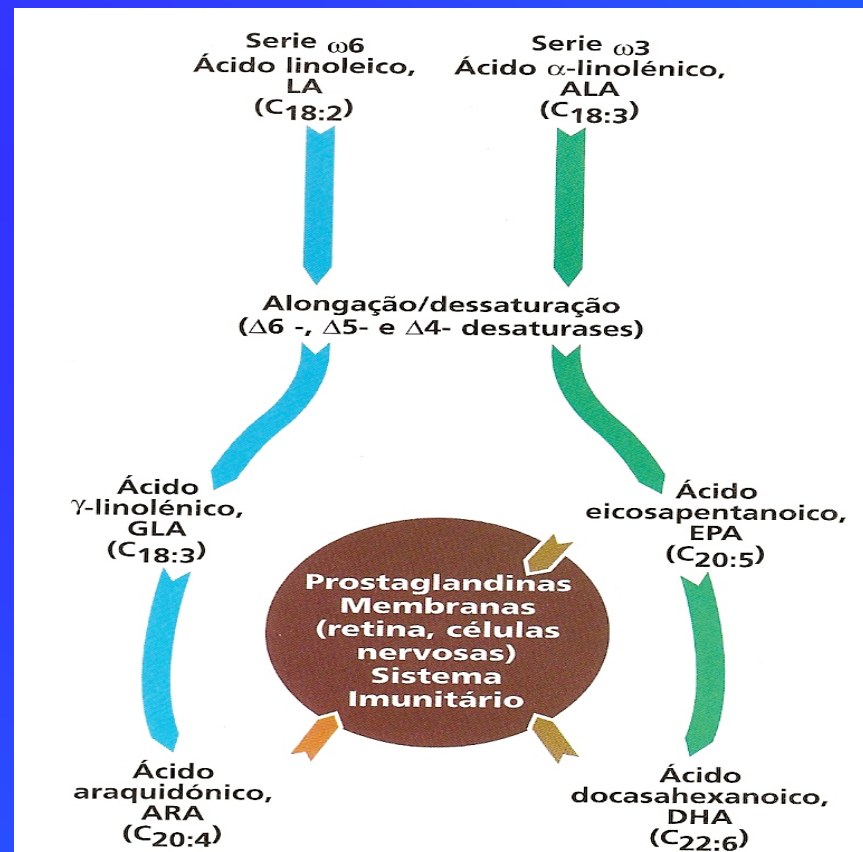 Serie ω6
Ácido linoleico,
LA
(C18:2)
Serie ω3
Ácido α-linolénico,
ALA
(C18:3)
Alongação/dessaturação
(Δ6 -, Δ5- e Δ4- desaturases)
Ácido
γ-linolénico,
GLA
(C18:3)
Ácido
eicosapentanoico,
EPA
(C20:5)
Prostaglandinas
Membranas
(retina, células
nervosas)
Sistema
Imunitário
Ácido
araquidónico,
ARA
(C20:4)
Ácido
docasahexanoico,
DHA
(C22:6)